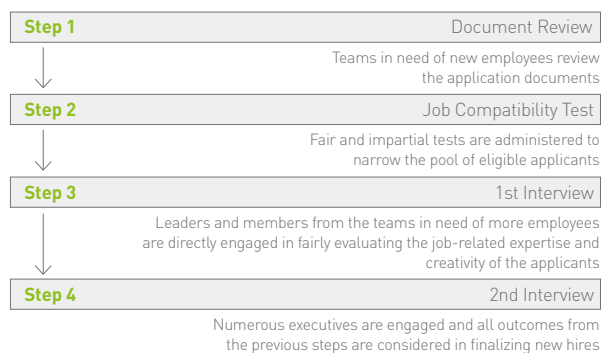 Step 1 Document Review
Teams in need of new employees review
the application documents
Step 2 Job Compatibility Test
Fair and impartial tests are administered to
narrow the pool of eligible applicants
Step 3 1st Interview
Leaders and members from the teams in need of more employees
are directly engaged in fairly evaluating the job-related expertise and
creativity of the applicants
Step 4 2nd Interview
Numerous executives are engaged and all outcomes from
the previous steps are considered in finalizing new hires